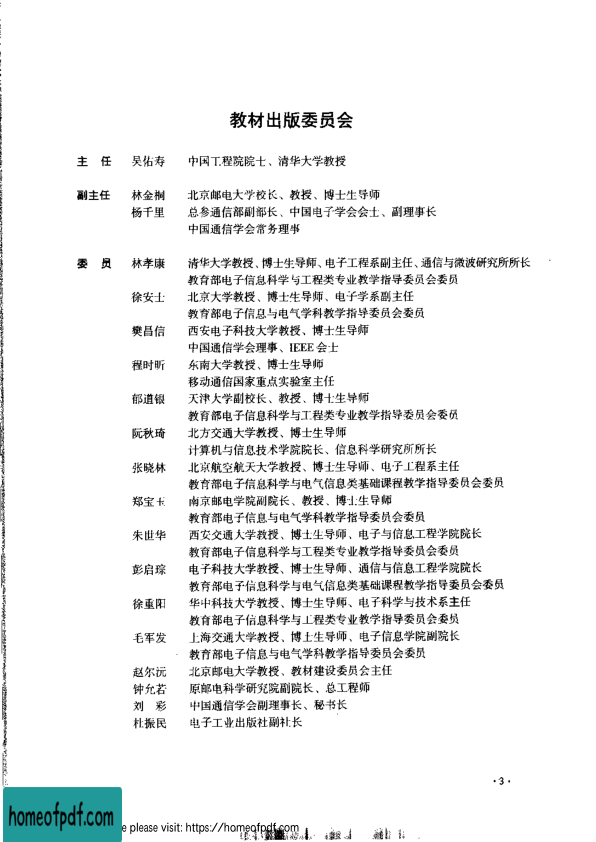 教材出版委员会
主 任 吴佑寿 中国工程院院士、清华大学教授
副主任 林金桐 北京邮电大学校长、教授、博士生导师
杨千里 总参通信部副部长、中国电子学会会士、副理事长
中国通信学会常务理事
委 员 林孝康 清华大学教授、博士生导师、电子工程系副主任、通信与微波研究所所长
教育部电子信息科学与工程类专业教学指导委员会委员
徐安士 北京大学教授、博士生导师、电子学系副主任
教育部电子信息与电气学科教学指导委员会委员
樊昌信 西安电子科技大学教授、博士生导师
中国通信学会理事、IEEE会士
程时昕 东南大学教授、博士生导师
移动通信国家重点实验室主任
郁道银 天津大学副校长、教授、博士生导师
教育部电子信息科学与工程类专业教学指导委员会委员
阮秋琦 北方交通大学教授、博士生导师
计算机与信息技术学院院长、信息科学研究所所长
张晓林 北京航空航天大学教授、博士生导师、电子工程系主任
教育部电子信息科学与电气信息类基础课程教学指导委员会委员
郑宝玉 南京邮电学院副院长、教授、博士生导师
教育部电子信息与电气学科教学指导委员会委员
朱世华 西安交通大学教授、博士生导师、电子与信息工程学院院长
教育部电子信息科学与工程类专业教学指导委员会委员
彭启琮 电子科技大学教授、博士生导师、通信与信息工程学院院长
教育部电子信息科学与电气信息类基础课程教学指导委员会委员
徐重阳 华中科技大学教授、博士生导师、电子科学与技术系主任
教育部电子信息科学与工程类专业教学指导委员会委员
毛军发 上海交通大学教授、博士生导师、电子信息学院副院长
教育部电子信息与电气学科教学指导委员会委员
赵尔沅 北京邮电大学教授、教材建设委员会主任
钟允若 原邮电科学研究院副院长、总工程师
刘 彩 中国通信学会副理事长、秘书长
杜振民 电子工业出版社副社长
·3·
homeofpdf.com
e please visit: https://homeofpdf.com